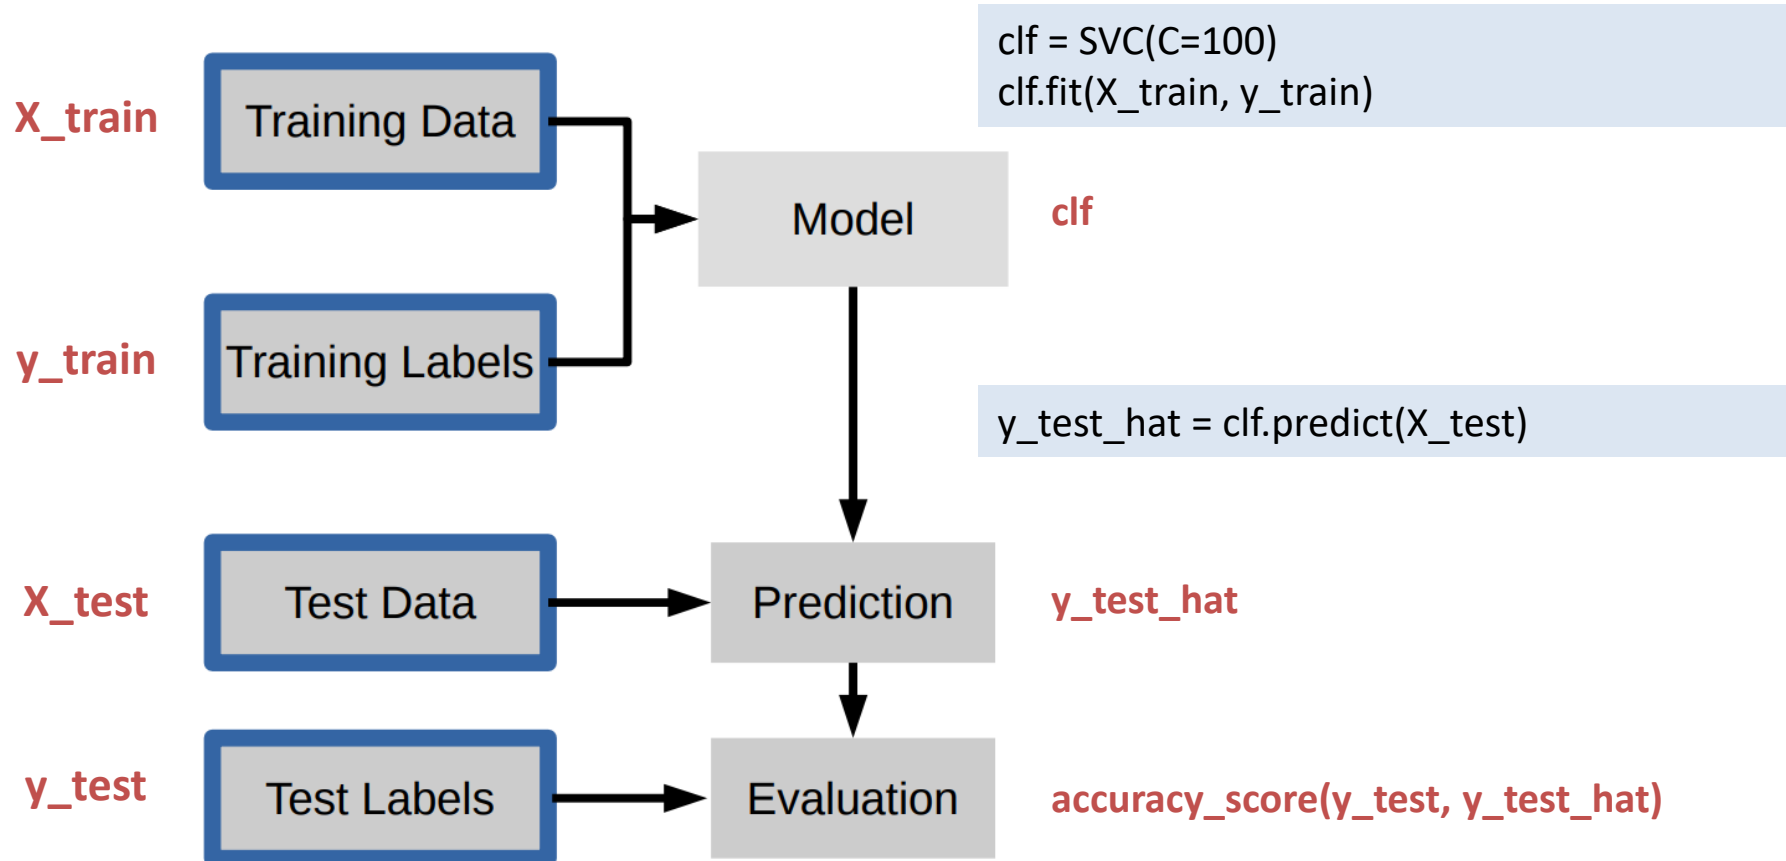 clf = SVC(C=100)
clf.fit(X_train, y_train)
X_train
Training Data
Model
clf
y_train
Training Labels
y_test_hat = clf.predict(X_test)
X_test
Test Data
Prediction
y_test_hat
y_test
Test Labels
Evaluation
accuracy_score(y_test, y_test_hat)